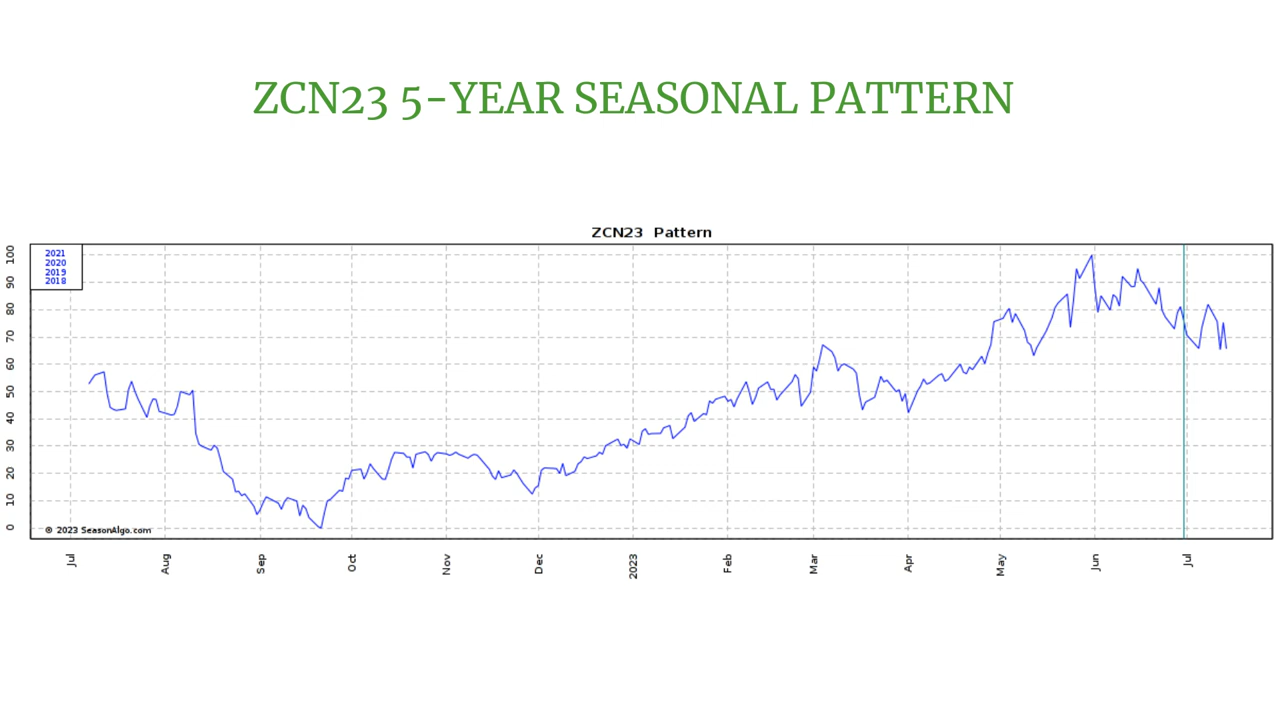 ZCN23 5-YEAR SEASONAL PATTERN
ZCN23 Pattern
2021
2020
2019
2018
100
90
80
70
60
50
40
30
20
10
0
© 2023 SeasonAlgo.com
Jul
Aug
Sep
Oct
Nov
Dec
2023
Feb
Mar
Apr
May
Jun
Jul